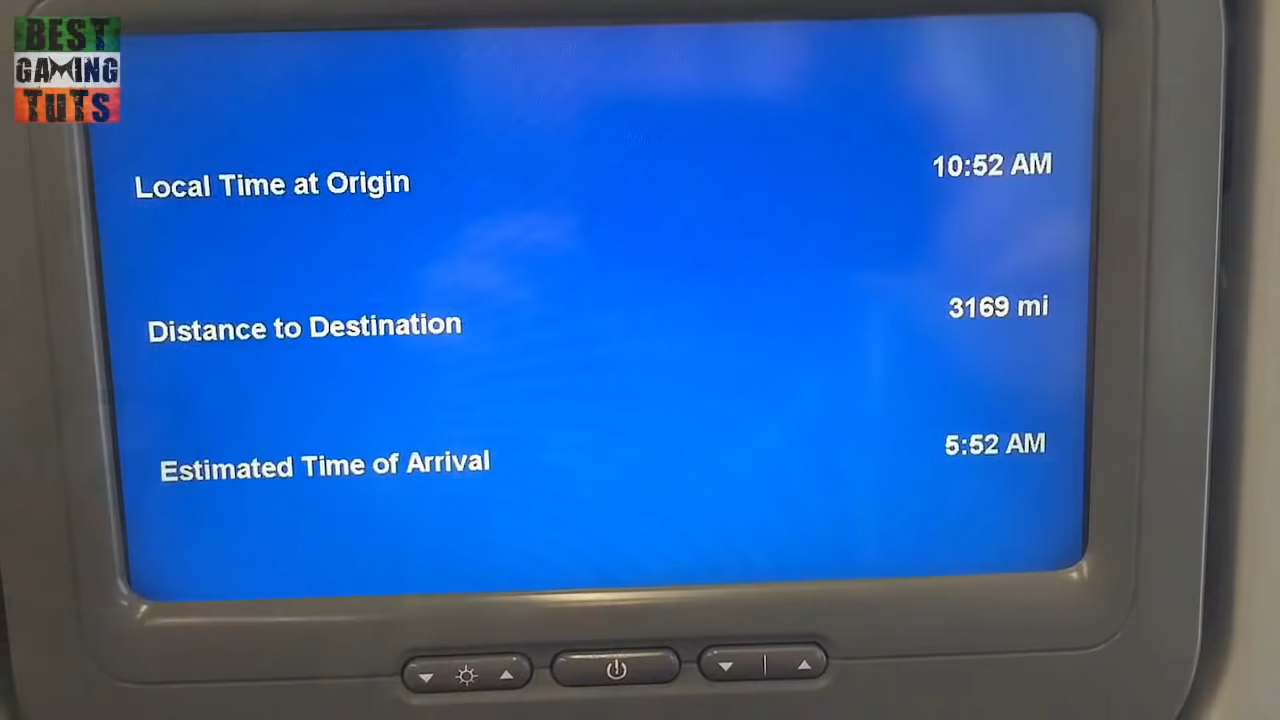 BEST
GAMING
TUTS
Local Time at Origin 10:52 AM
Distance to Destination 3169 mi
Estimated Time of Arrival 5:52 AM